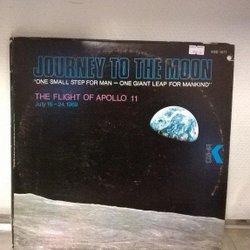 JOURNEY TO THE MOON
"ONE SMALL STEP FOR MAN — ONE GIANT LEAP FOR MANKIND"
THE FLIGHT OF APOLLO 11
July 16 - 24, 1969